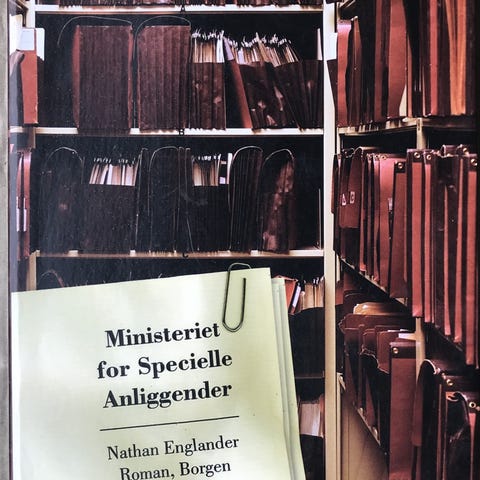 Ministeriet
for Specielle
Anliggender
Nathan Englander
Roman, Borgen